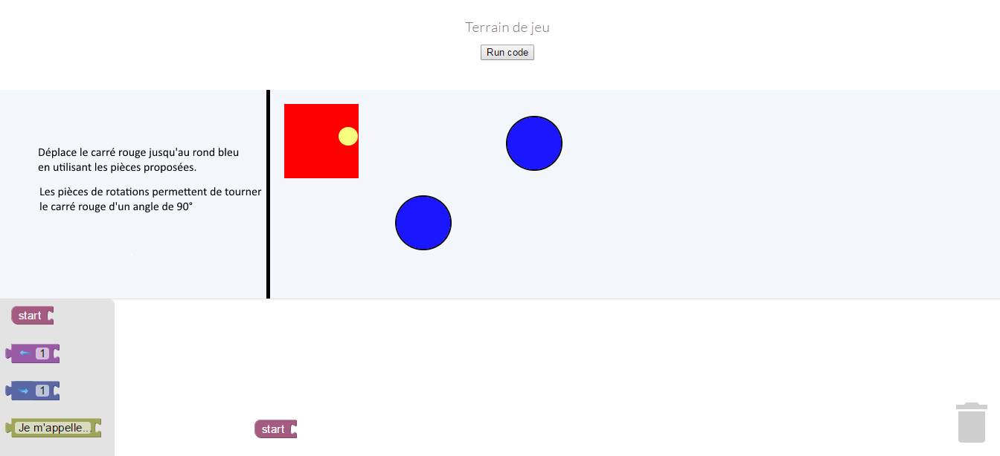 Terrain de jeu
Run code
Déplace le carré rouge jusqu'au rond bleu
en utilisant les pièces proposées.
Les pièces de rotations permettent de tourner
le carré rouge d'un angle de 90°
start
1
1
Je m'appelle...
start